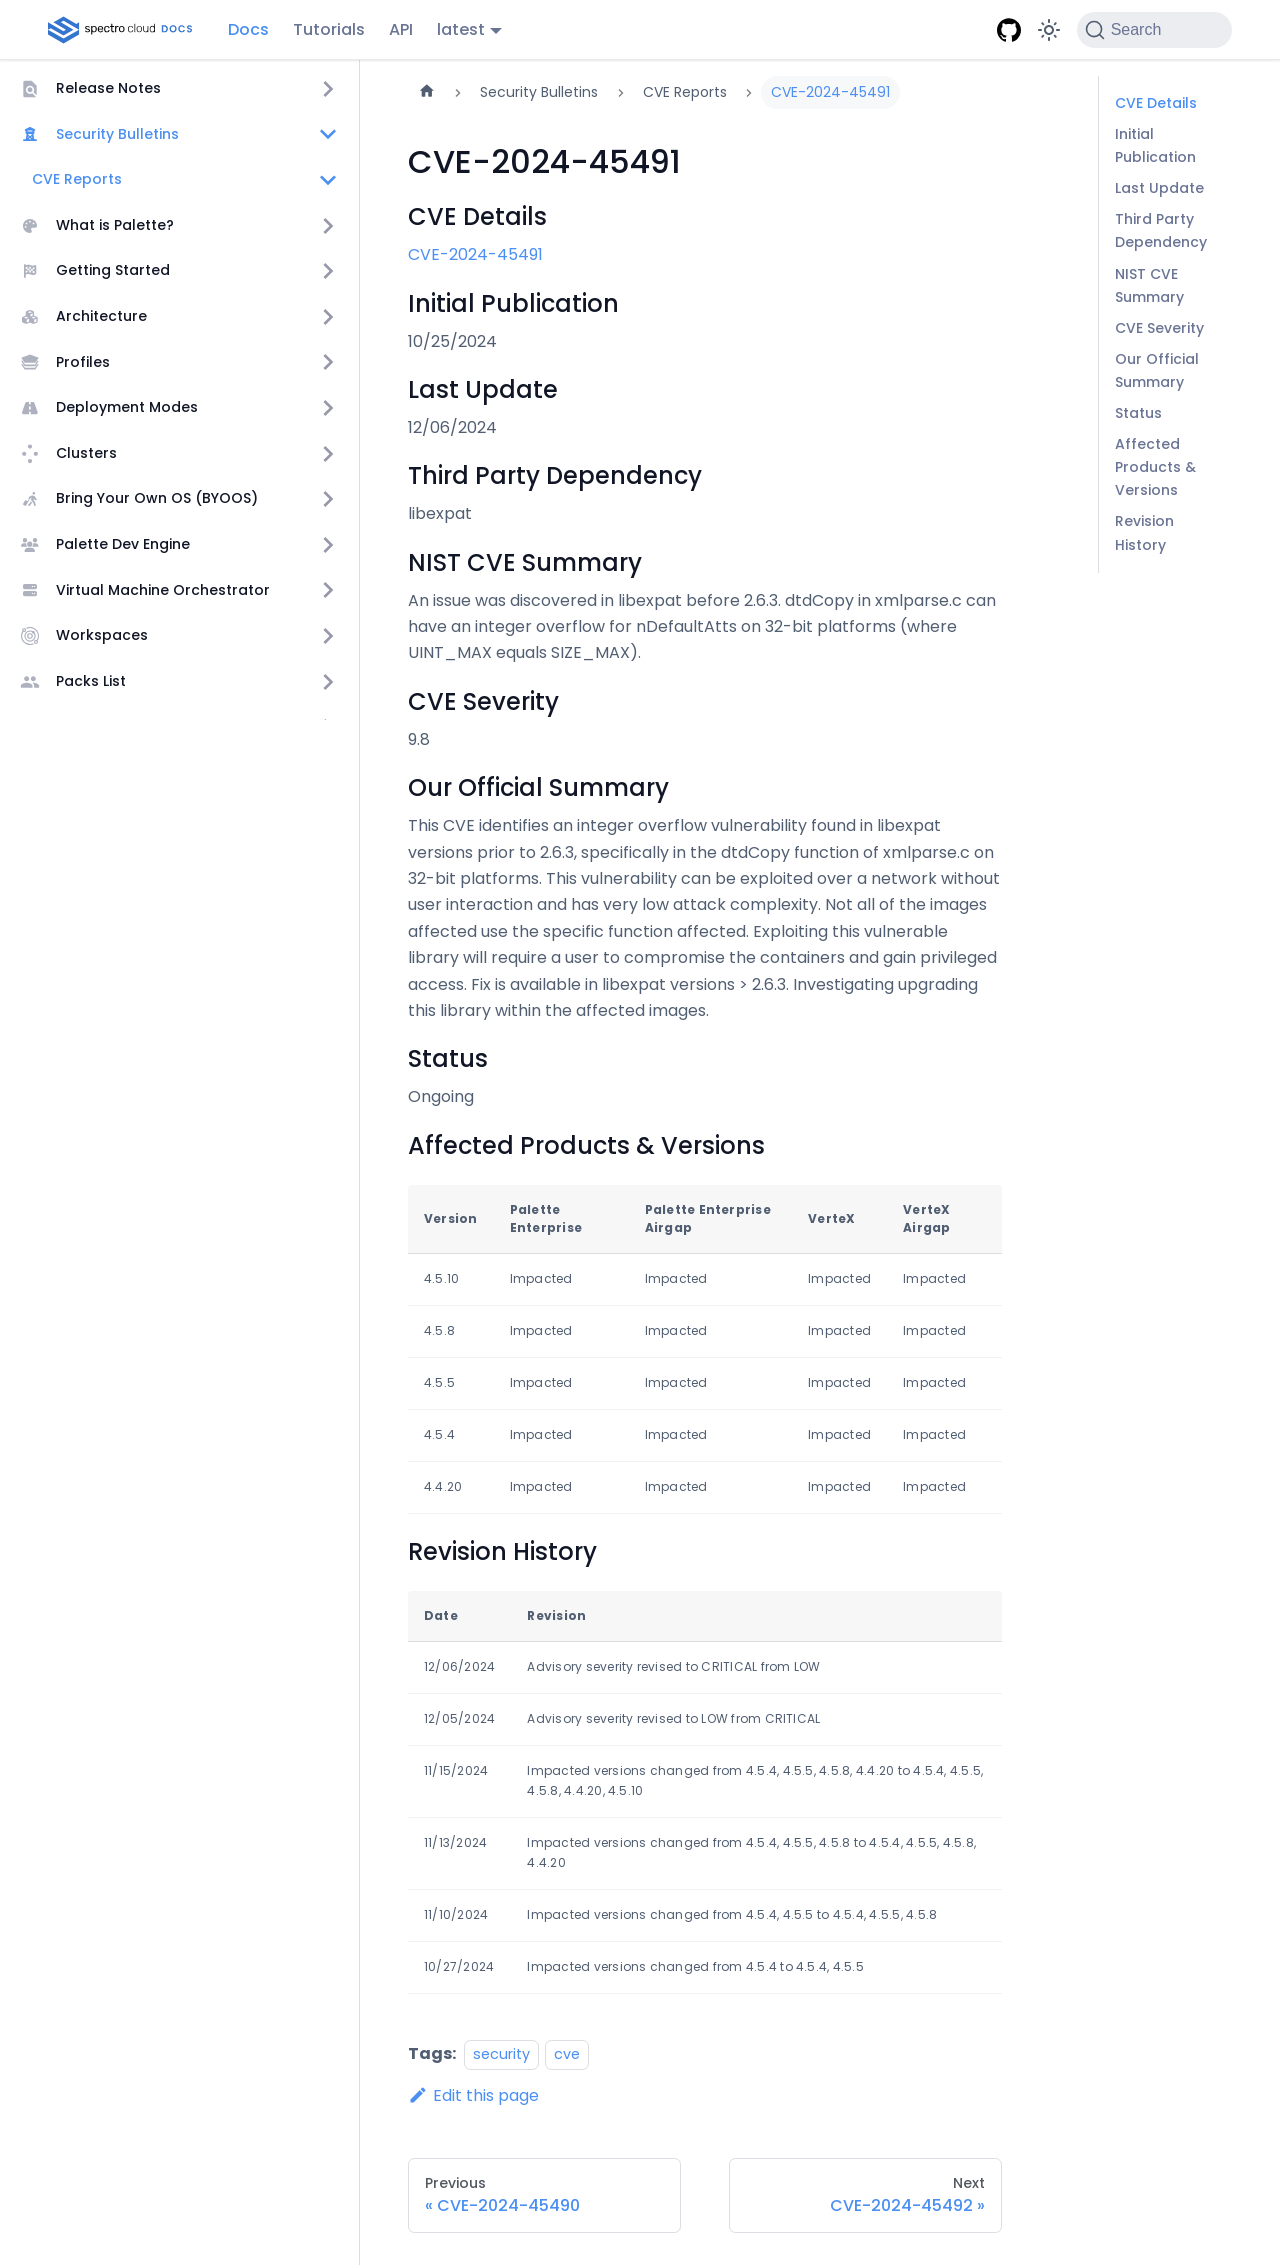 spectro cloud DOCS
Docs
Tutorials
API
latest
Search
Release Notes
Security Bulletins
CVE Reports
What is Palette?
Getting Started
Architecture
Profiles
Deployment Modes
Clusters
Bring Your Own OS (BYOOS)
Palette Dev Engine
Virtual Machine Orchestrator
Workspaces
Packs List
Security Bulletins
CVE Reports
CVE-2024-45491
CVE-2024-45491
CVE Details
CVE-2024-45491
Initial Publication
10/25/2024
Last Update
12/06/2024
Third Party Dependency
libexpat
NIST CVE Summary
An issue was discovered in libexpat before 2.6.3. dtdCopy in xmlparse.c can
have an integer overflow for nDefaultAtts on 32-bit platforms (where
UINT_MAX equals SIZE_MAX).
CVE Severity
9.8
Our Official Summary
This CVE identifies an integer overflow vulnerability found in libexpat
versions prior to 2.6.3, specifically in the dtdCopy function of xmlparse.c on
32-bit platforms. This vulnerability can be exploited over a network without
user interaction and has very low attack complexity. Not all of the images
affected use the specific function affected. Exploiting this vulnerable
library will require a user to compromise the containers and gain privileged
access. Fix is available in libexpat versions > 2.6.3. Investigating upgrading
this library within the affected images.
Status
Ongoing
Affected Products & Versions
Version
Palette
Enterprise
Palette Enterprise
Airgap
VerteX
VerteX
Airgap
4.5.10 Impacted Impacted Impacted Impacted
4.5.8 Impacted Impacted Impacted Impacted
4.5.5 Impacted Impacted Impacted Impacted
4.5.4 Impacted Impacted Impacted Impacted
4.4.20 Impacted Impacted Impacted Impacted
Revision History
Date Revision
12/06/2024 Advisory severity revised to CRITICAL from LOW
12/05/2024 Advisory severity revised to LOW from CRITICAL
11/15/2024 Impacted versions changed from 4.5.4, 4.5.5, 4.5.8, 4.4.20 to 4.5.4, 4.5.5,
4.5.8, 4.4.20, 4.5.10
11/13/2024 Impacted versions changed from 4.5.4, 4.5.5, 4.5.8 to 4.5.4, 4.5.5, 4.5.8,
4.4.20
11/10/2024 Impacted versions changed from 4.5.4, 4.5.5 to 4.5.4, 4.5.5, 4.5.8
10/27/2024 Impacted versions changed from 4.5.4 to 4.5.4, 4.5.5
Tags: security cve
Edit this page
Previous
« CVE-2024-45490
Next
CVE-2024-45492 »
CVE Details
Initial
Publication
Last Update
Third Party
Dependency
NIST CVE
Summary
CVE Severity
Our Official
Summary
Status
Affected
Products &
Versions
Revision
History